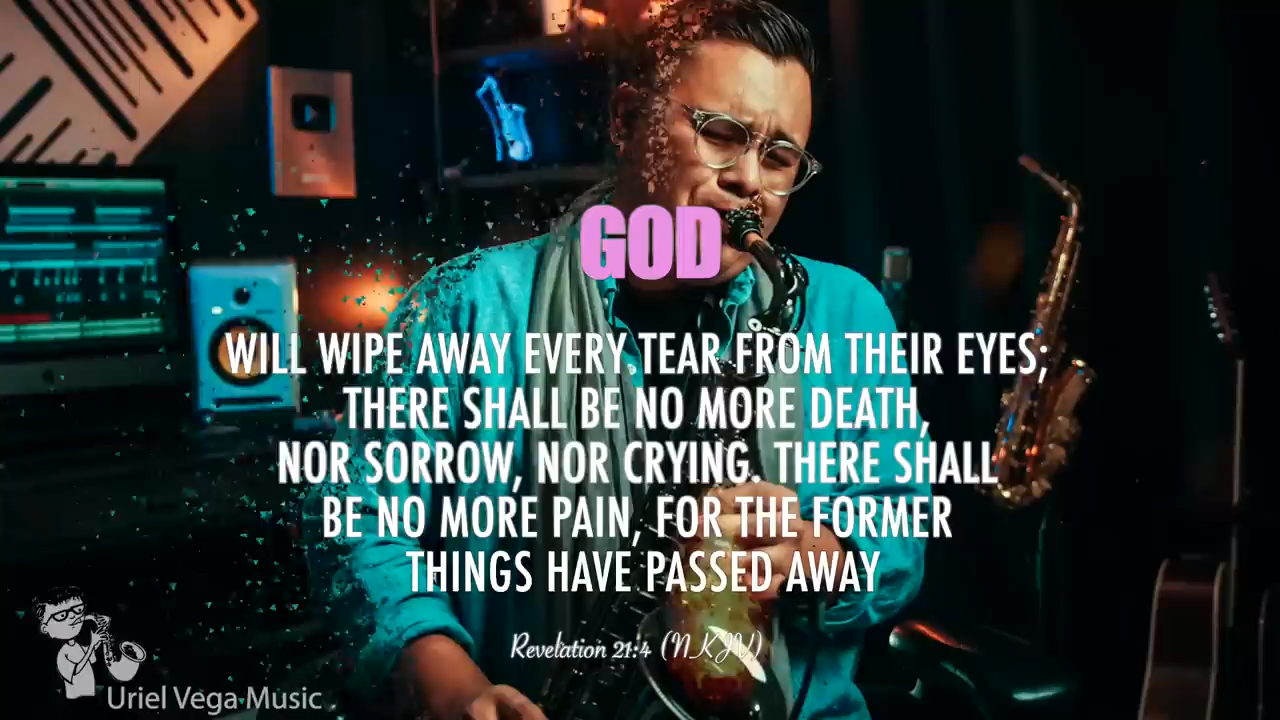 GOD
WILL WIPE AWAY EVERY TEAR FROM THEIR EYES;
THERE SHALL BE NO MORE DEATH,
NOR SORROW, NOR CRYING. THERE SHALL
BE NO MORE PAIN, FOR THE FORMER
THINGS HAVE PASSED AWAY
Revelation 21:4 (NKJV)
Uriel Vega Music